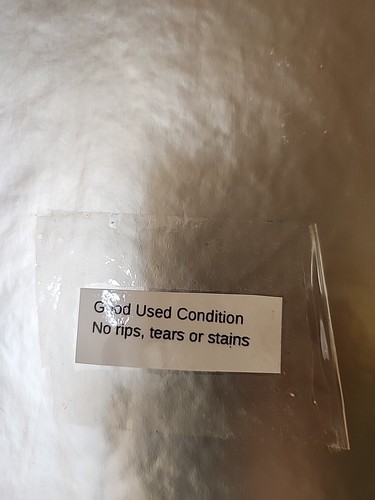 Good Used Condition
No rips, tears or stains